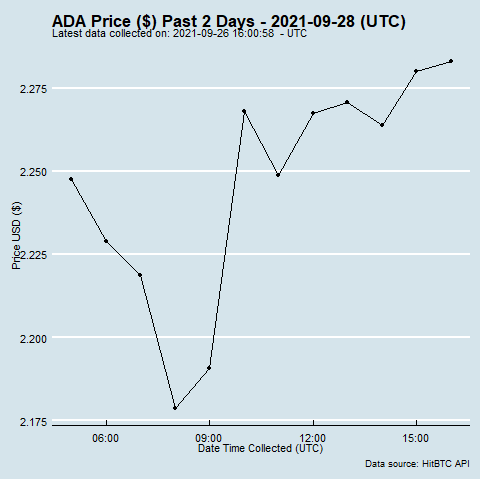 ADA Price ($) Past 2 Days - 2021-09-28 (UTC)
Latest data collected on: 2021-09-26 16:00:58 - UTC
Price USD ($)
2.275
2.250
2.225
2.200
2.175
06:00 09:00 12:00 15:00
Date Time Collected (UTC)
Data source: HitBTC API